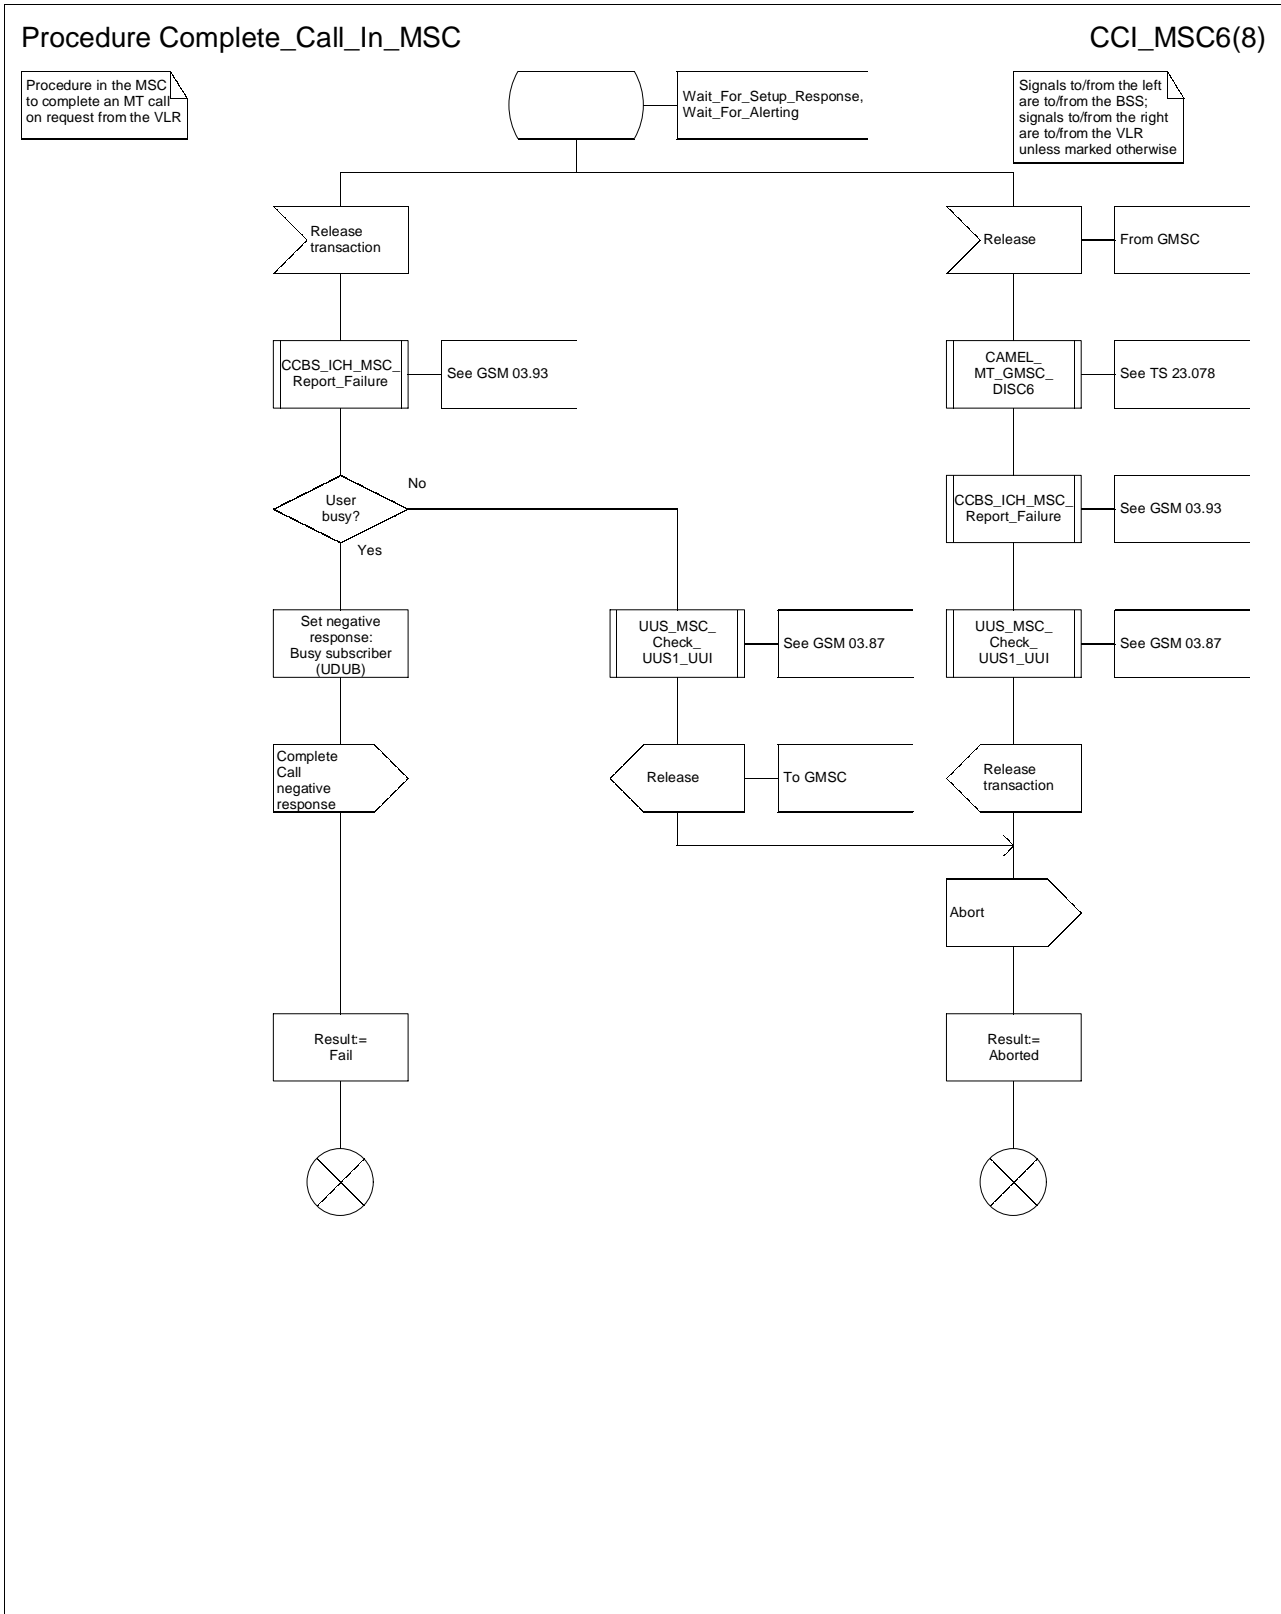 Procedure Complete_Call_In_MSC
CCI_MSC6(8)
Procedure in the MSC
to complete an MT call
on request from the VLR
Wait_For_Setup_Response,
Wait_For_Alerting
Signals to/from the left
are to/from the BSS;
signals to/from the right
are to/from the VLR
unless marked otherwise
Release
transaction
Release
From GMSC
CCBS_ICH_MSC_
Report_Failure
See GSM 03.93
CAMEL_
MT_GMSC_
DISC6
See TS 23.078
User
busy?
No
Yes
CCBS_ICH_MSC_
Report_Failure
See GSM 03.93
Set negative
response:
Busy subscriber
(UDUB)
UUS_MSC_
Check_
UUS1_UUI
See GSM 03.87
UUS_MSC_
Check_
UUS1_UUI
See GSM 03.87
Complete
Call
negative
response
Release
To GMSC
Release
transaction
Abort
Result:=
Fail
Result:=
Aborted